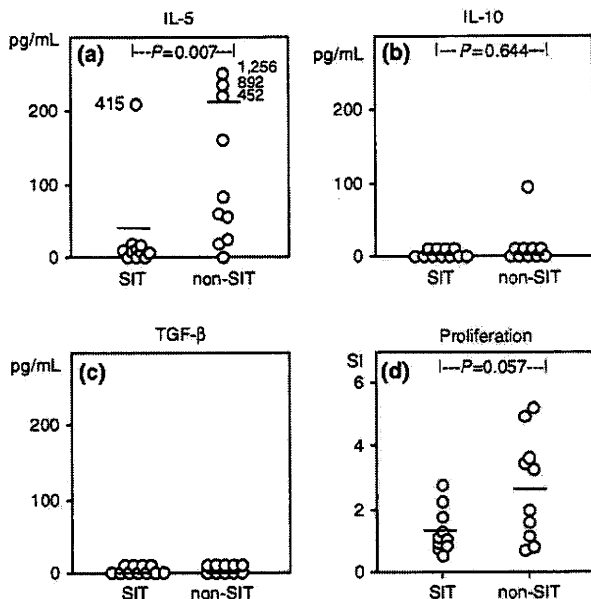 IL-5
pg/mL
(a)
P=0.007
1,256
892
452
415
200
100
0
SIT
non-SIT
IL-10
pg/mL
(b)
P=0.644
200
100
0
SIT
non-SIT
TGF-β
pg/mL
(c)
200
100
0
SIT
non-SIT
Proliferation
SI
(d)
P=0.057
6
4
2
0
SIT
non-SIT